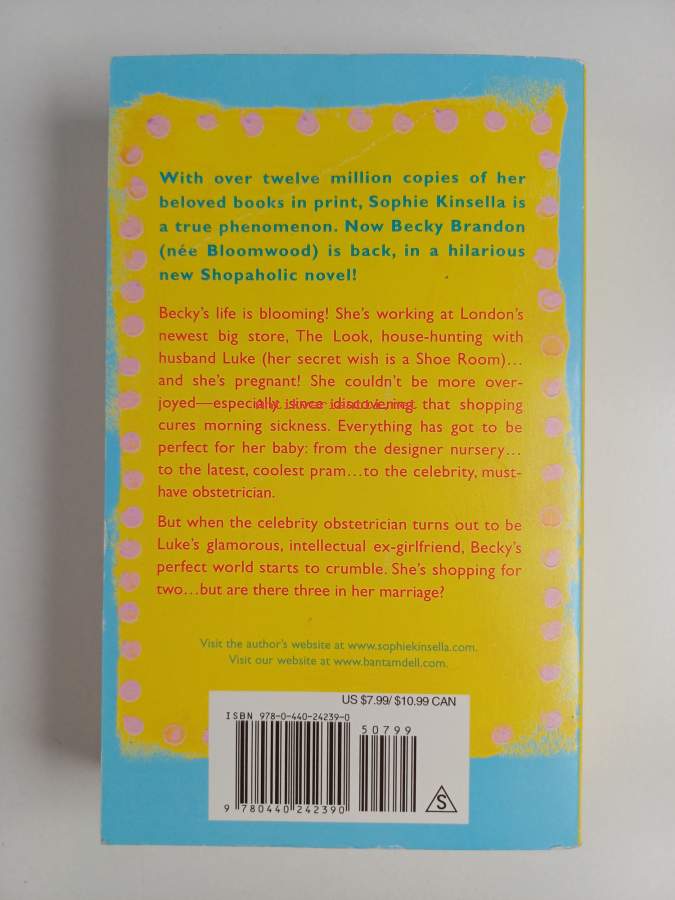 With over twelve million copies of her
beloved books in print, Sophie Kinsella is
a true phenomenon. Now Becky Brandon
(née Bloomwood) is back, in a hilarious
new Shopaholic novel!
Becky's life is blooming! She's working at London's
newest big store, The Look, house-hunting with
husband Luke (her secret wish is a Shoe Room)…
and she's pregnant! She couldn't be more over-
joyed—especially since discovering that shopping
cures morning sickness. Everything has got to be
perfect for her baby: from the designer nursery…
to the latest, coolest pram…to the celebrity, must-
have obstetrician.
But when the celebrity obstetrician turns out to be
Luke's glamorous, intellectual ex-girlfriend, Becky's
perfect world starts to crumble. She's shopping for
two…but are there three in her marriage?
Visit the author's website at www.sophiekinsella.com.
Visit our website at www.bantamdell.com.
US $7.99/ $10.99 CAN
ISBN 978-0-440-24239-0
50799
9 780440 242390
S